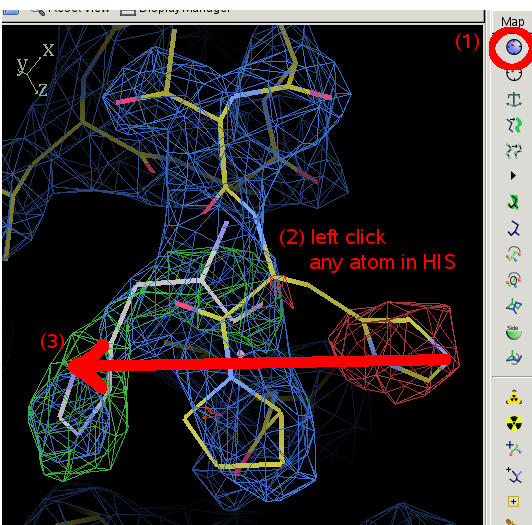 Reset View Display Manager
Map
(1)
x
y
z
(2) left click
any atom in HIS
(3)
Side